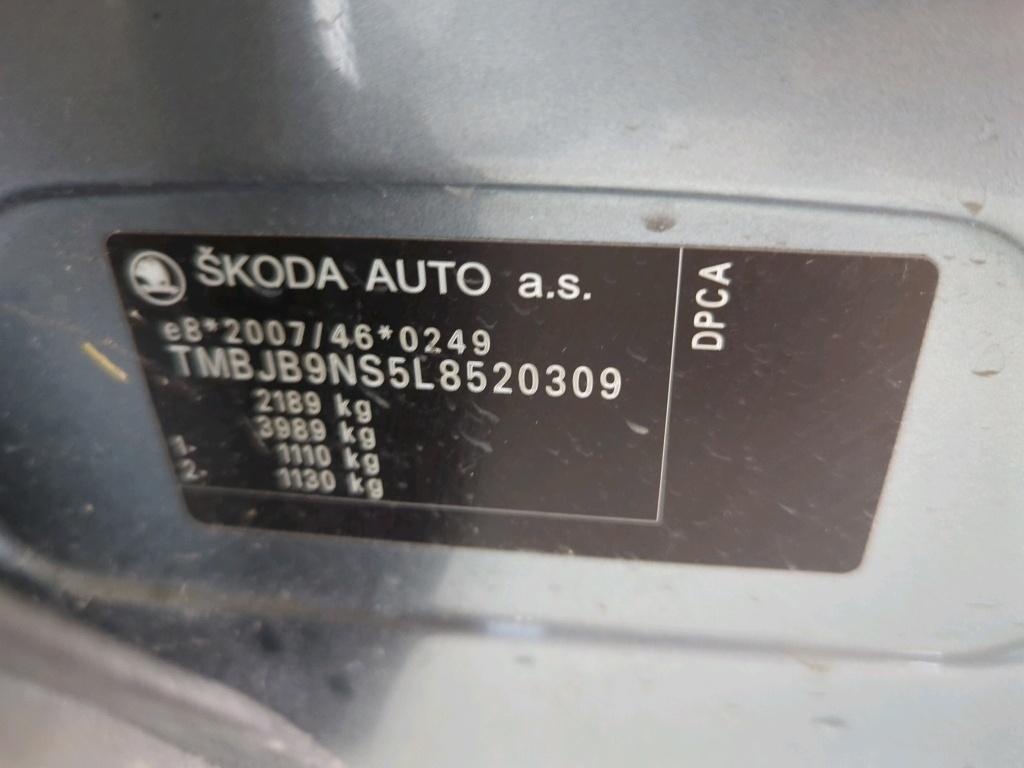 ŠKODA AUTO a.s.
e8*2007/46*0249
TMBJB9NS5L8520309
2189 kg
3989 kg
1. 1110 kg
2. 1130 kg
DPCA